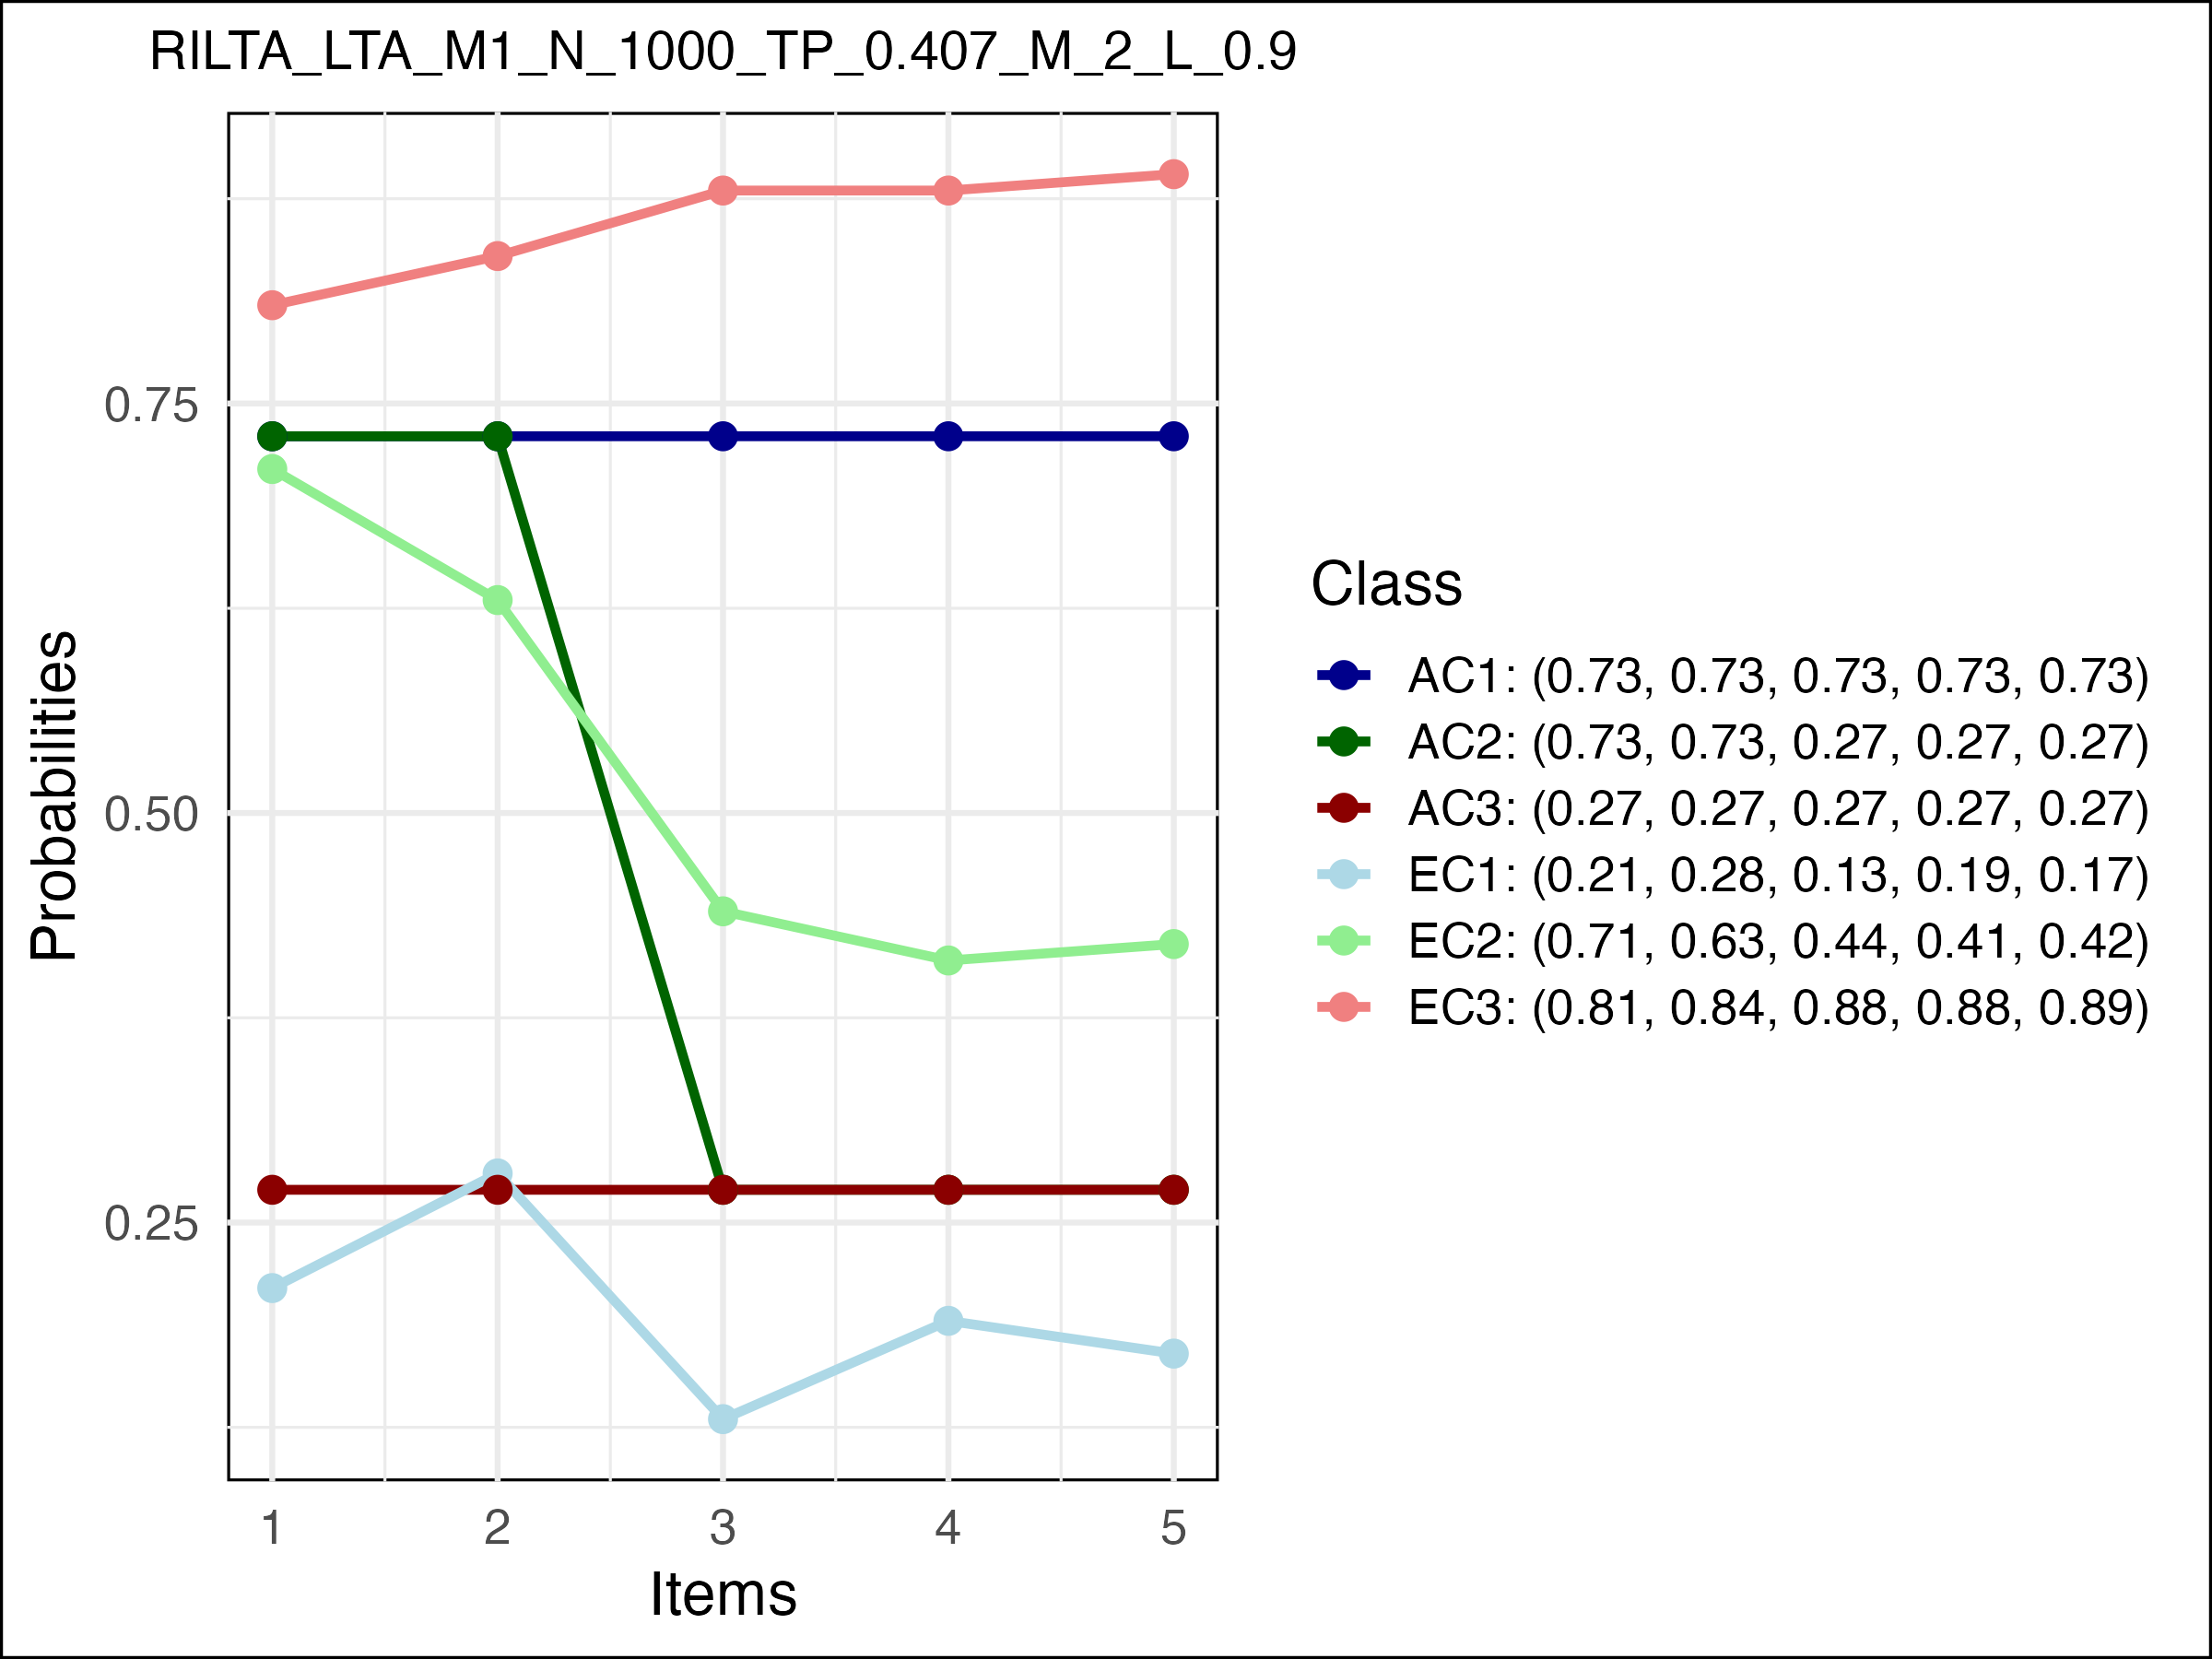 RILTA_LTA_M1_N_1000_TP_0.407_M_2_L_0.9
Probabilities
0.75
0.50
0.25
1 2 3 4 5
Items
Class
AC1: (0.73, 0.73, 0.73, 0.73, 0.73)
AC2: (0.73, 0.73, 0.27, 0.27, 0.27)
AC3: (0.27, 0.27, 0.27, 0.27, 0.27)
EC1: (0.21, 0.28, 0.13, 0.19, 0.17)
EC2: (0.71, 0.63, 0.44, 0.41, 0.42)
EC3: (0.81, 0.84, 0.88, 0.88, 0.89)